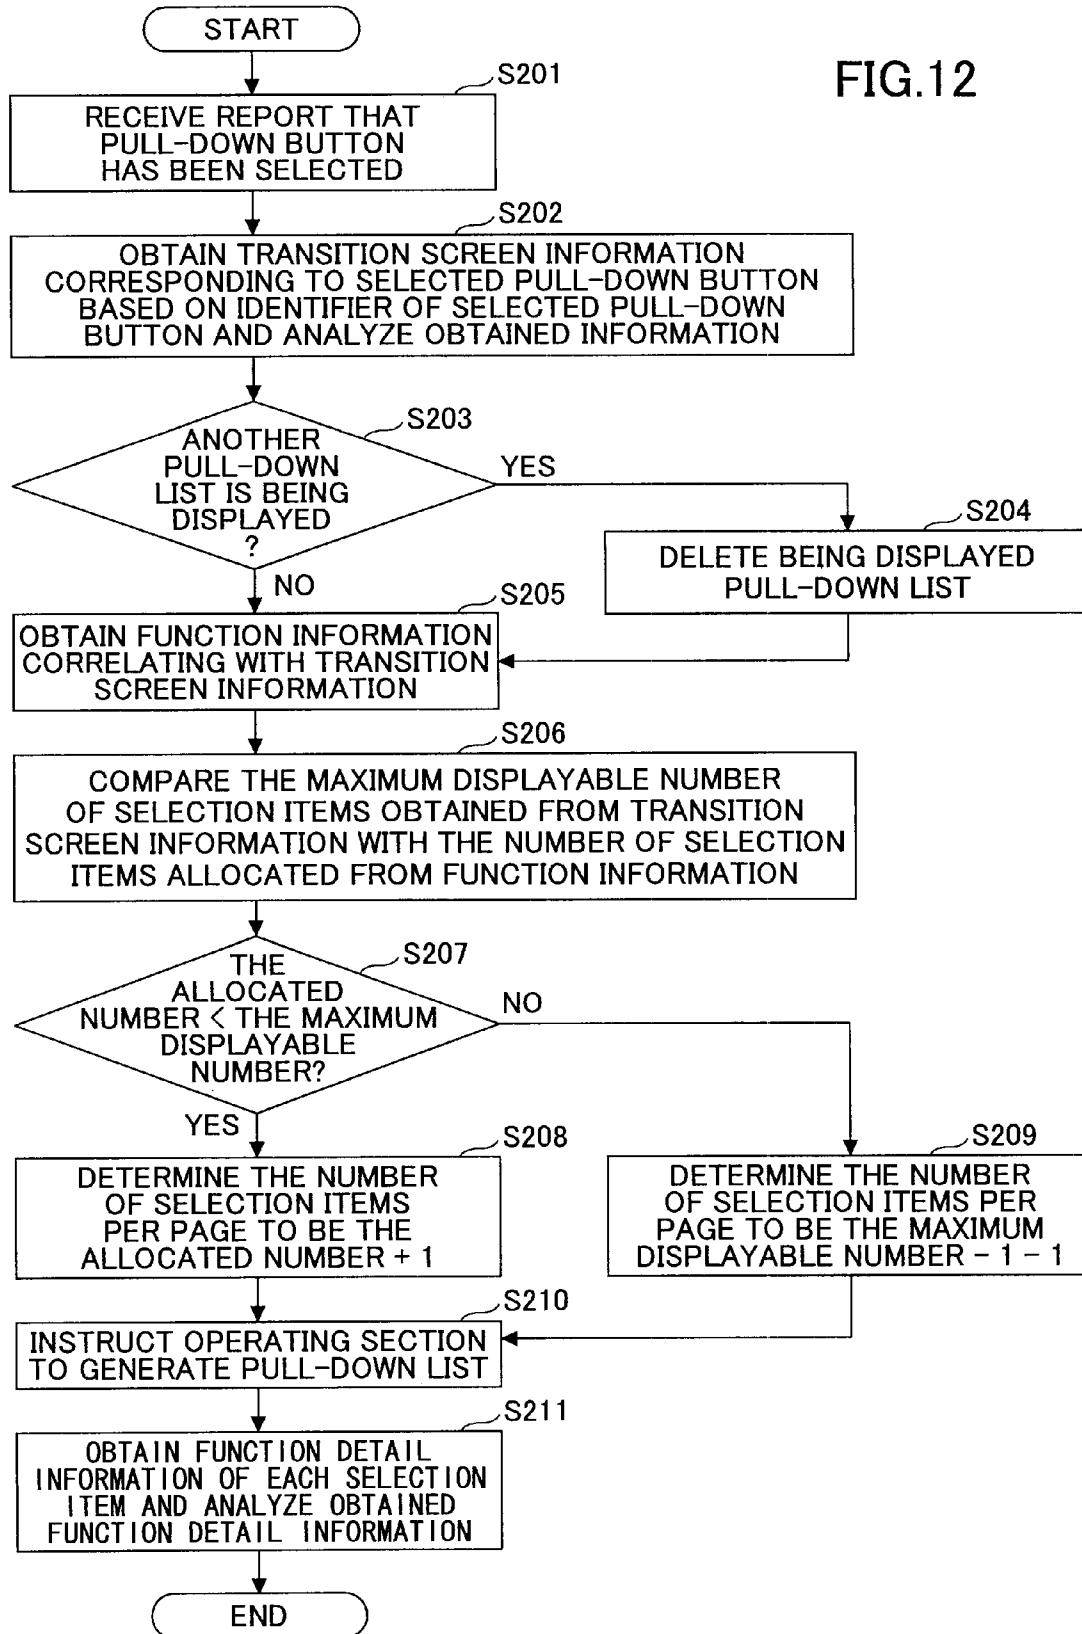 START
FIG.12
S201
RECEIVE REPORT THAT
PULL-DOWN BUTTON
HAS BEEN SELECTED
S202
OBTAIN TRANSITION SCREEN INFORMATION
CORRESPONDING TO SELECTED PULL-DOWN BUTTON
BASED ON IDENTIFIER OF SELECTED PULL-DOWN
BUTTON AND ANALYZE OBTAINED INFORMATION
S203
ANOTHER
PULL-DOWN
LIST IS BEING
DISPLAYED
?
YES
S204
DELETE BEING DISPLAYED
PULL-DOWN LIST
NO
S205
OBTAIN FUNCTION INFORMATION
CORRELATING WITH TRANSITION
SCREEN INFORMATION
S206
COMPARE THE MAXIMUM DISPLAYABLE NUMBER
OF SELECTION ITEMS OBTAINED FROM TRANSITION
SCREEN INFORMATION WITH THE NUMBER OF SELECTION
ITEMS ALLOCATED FROM FUNCTION INFORMATION
S207
THE
ALLOCATED
NUMBER < THE MAXIMUM
DISPLAYABLE
NUMBER?
NO
YES
S208
DETERMINE THE NUMBER
OF SELECTION ITEMS
PER PAGE TO BE THE
ALLOCATED NUMBER + 1
S209
DETERMINE THE NUMBER
OF SELECTION ITEMS PER
PAGE TO BE THE MAXIMUM
DISPLAYABLE NUMBER - 1 - 1
S210
INSTRUCT OPERATING SECTION
TO GENERATE PULL-DOWN LIST
S211
OBTAIN FUNCTION DETAIL
INFORMATION OF EACH SELECTION
ITEM AND ANALYZE OBTAINED
FUNCTION DETAIL INFORMATION
END